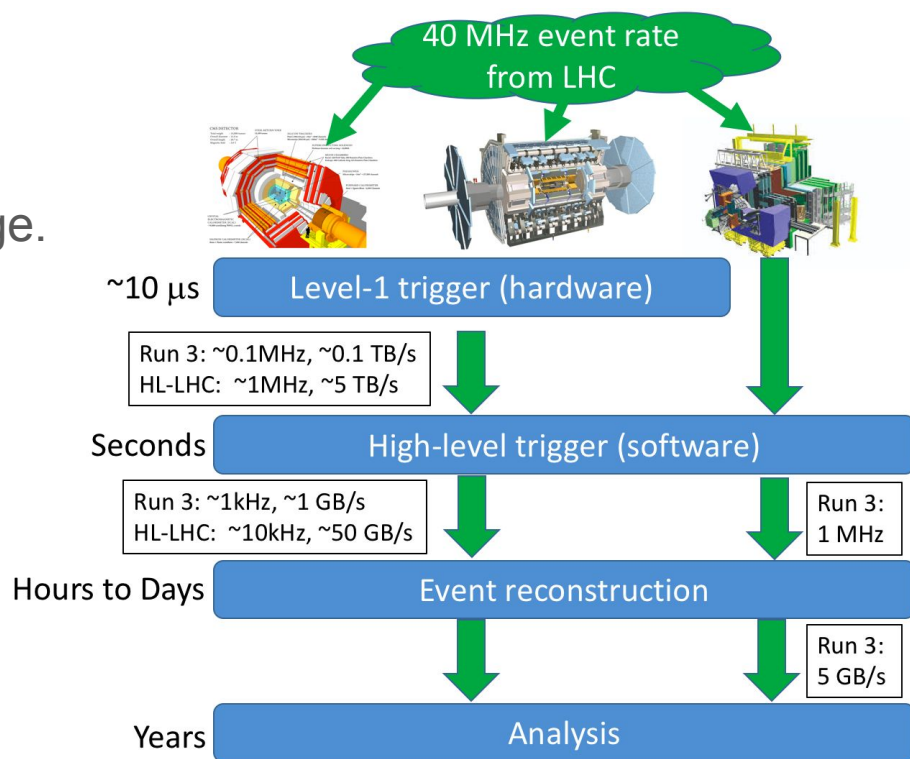 40 MHz event rate
from LHC
CMS DETECTOR
ge.
~10 μs
Level-1 trigger (hardware)
Run 3: ~0.1MHz, ~0.1 TB/s
HL-LHC: ~1MHz, ~5 TB/s
Seconds
High-level trigger (software)
Run 3: ~1kHz, ~1 GB/s
HL-LHC: ~10kHz, ~50 GB/s
Run 3:
1 MHz
Hours to Days
Event reconstruction
Run 3:
5 GB/s
Years
Analysis